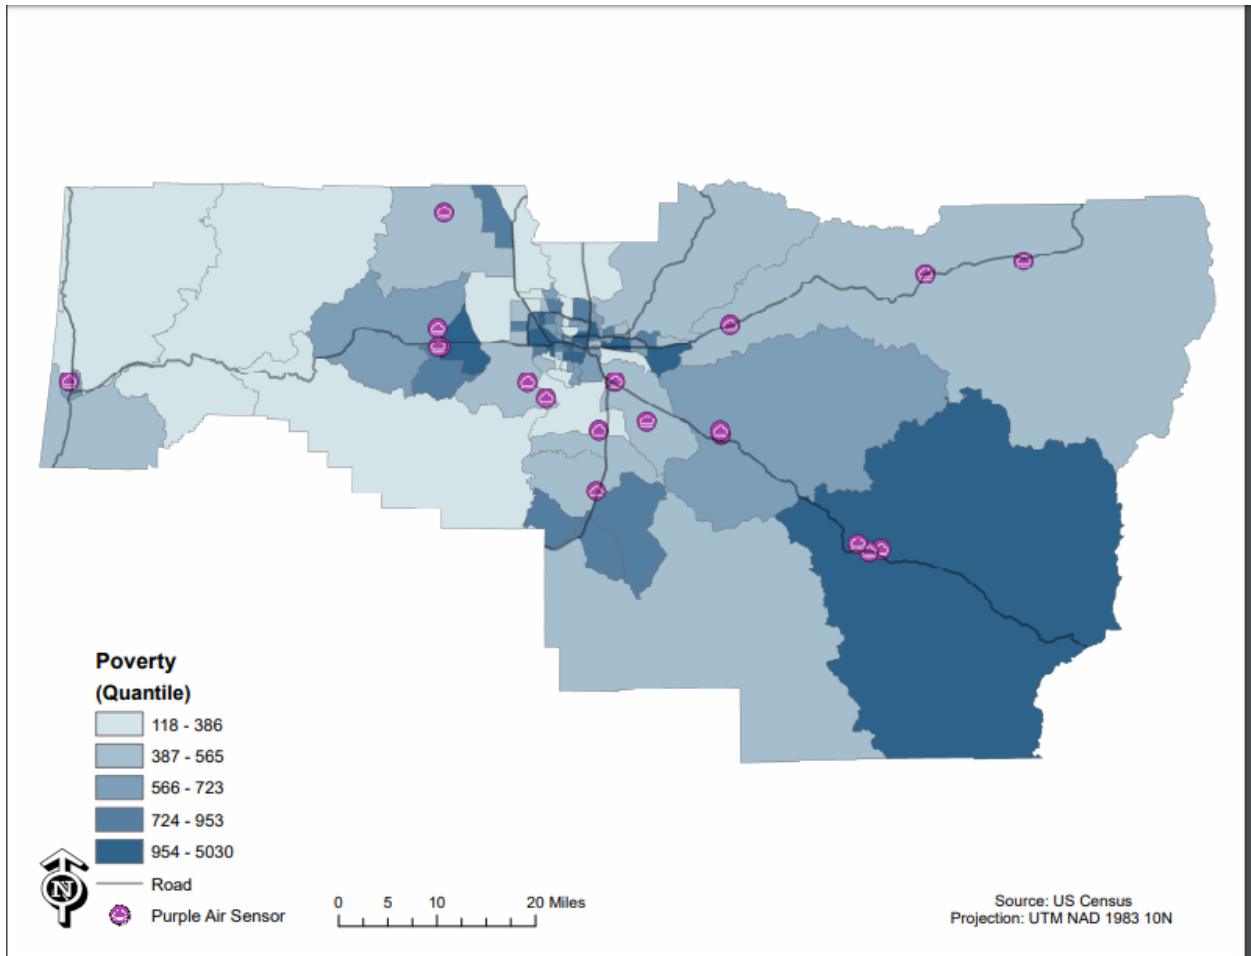 Poverty
(Quantile)
118 - 386
387 - 565
566 - 723
724 - 953
954 - 5030
Road
Purple Air Sensor
N
0 5 10 20 Miles
Source: US Census
Projection: UTM NAD 1983 10N